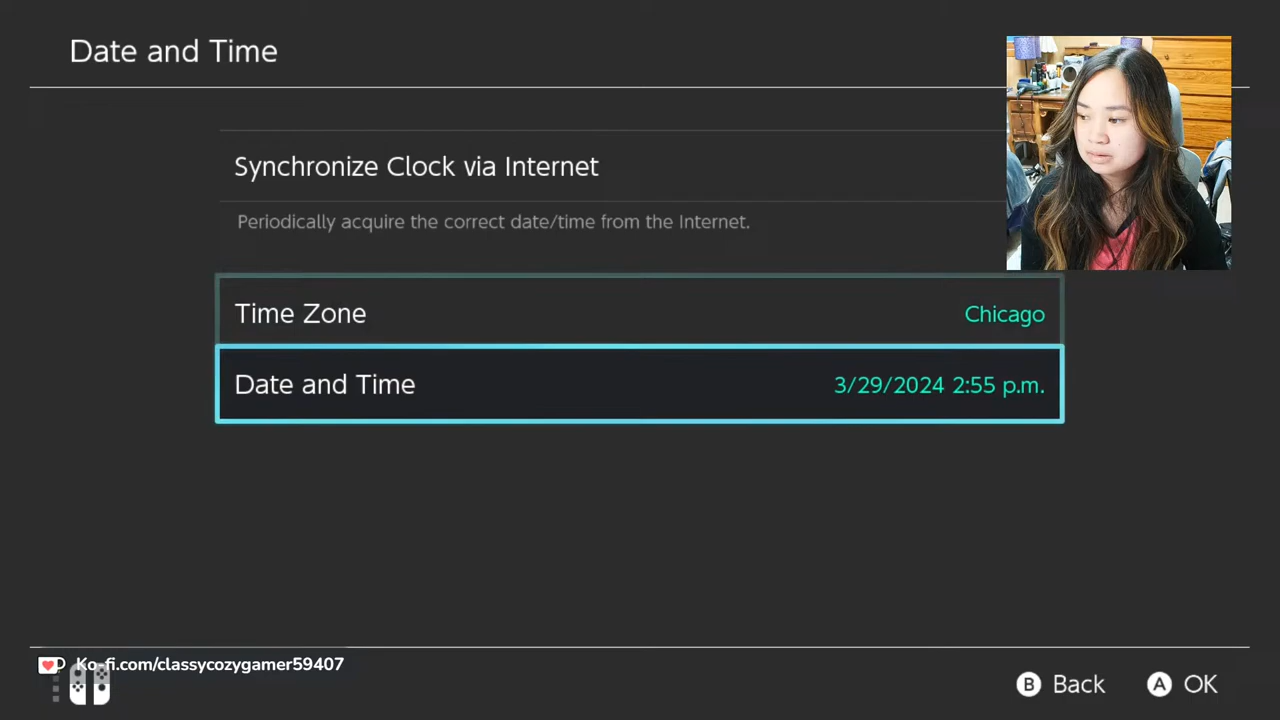 Date and Time
Synchronize Clock via Internet
Periodically acquire the correct date/time from the Internet.
Time Zone Chicago
Date and Time 3/29/2024 2:55 p.m.
Ko-fi.com/classycozygamer59407
B Back A OK